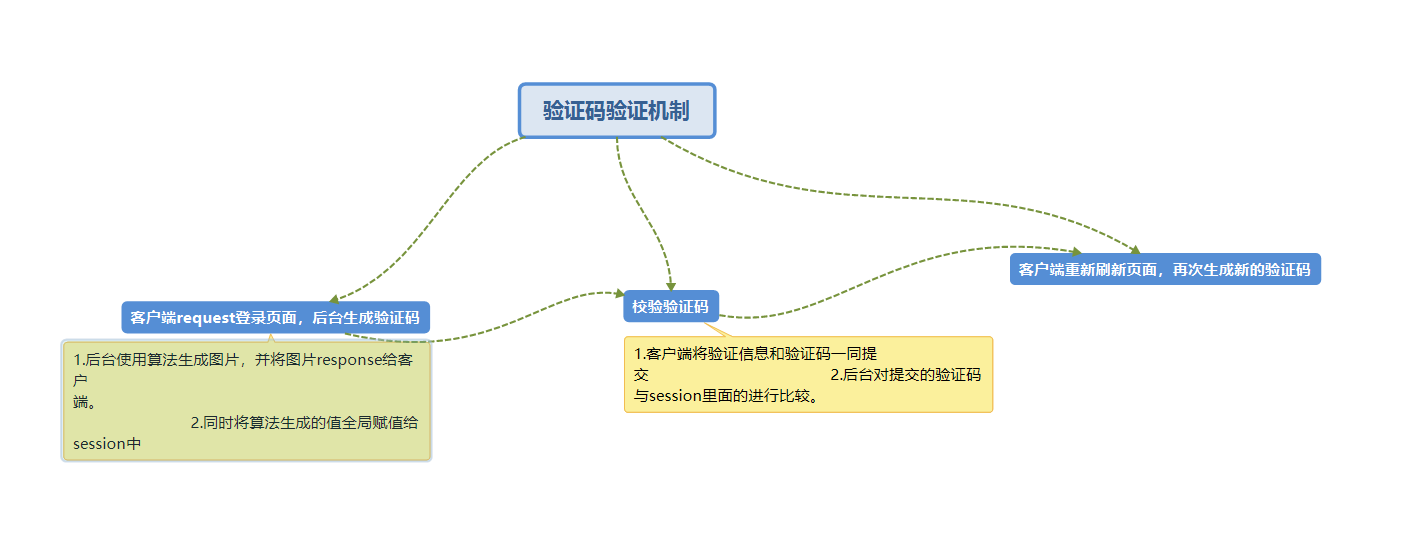 验证码验证机制
客户端request登录页面，后台生成验证码
1.后台使用算法生成图片，并将图片response给客
户
端。
2.同时将算法生成的值全局赋值给
session中
校验验证码
1.客户端将验证信息和验证码一同提
交 2.后台对提交的验证码
与session里面的进行比较。
客户端重新刷新页面，再次生成新的验证码